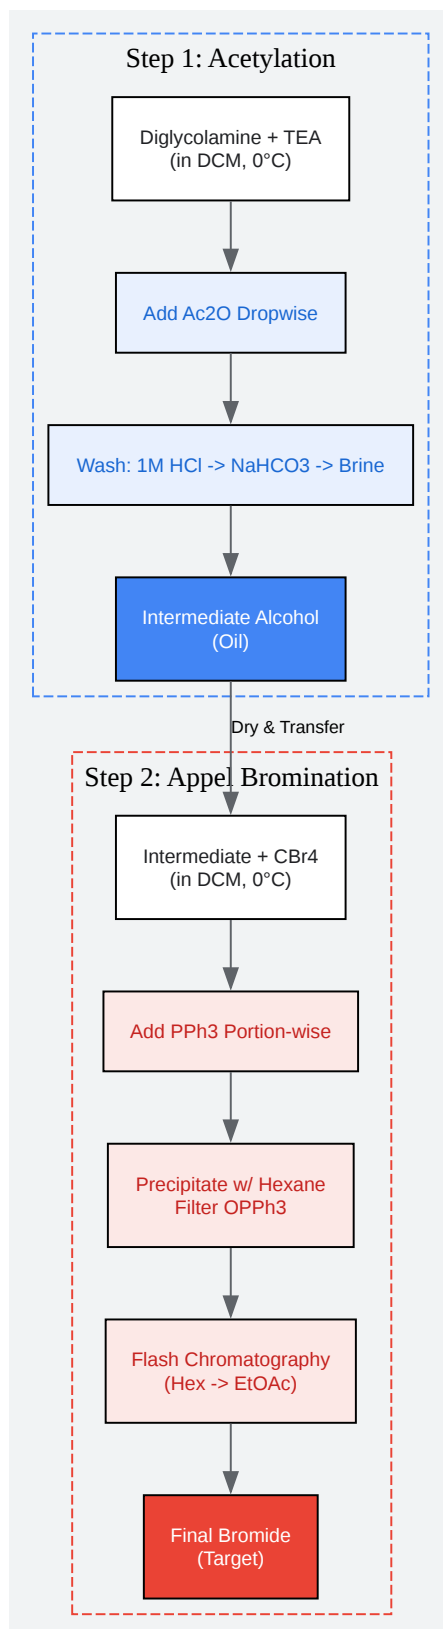 Step 1: Acetylation
Diglycolamine + TEA
(in DCM, 0°C)
Add Ac2O Dropwise
Wash: 1M HCl -> NaHCO3 -> Brine
Intermediate Alcohol
(Oil)
Dry & Transfer
Step 2: Appel Bromination
Intermediate + CBr4
(in DCM, 0°C)
Add PPh3 Portion-wise
Precipitate w/ Hexane
Filter OPPh3
Flash Chromatography
(Hex -> EtOAc)
Final Bromide
(Target)